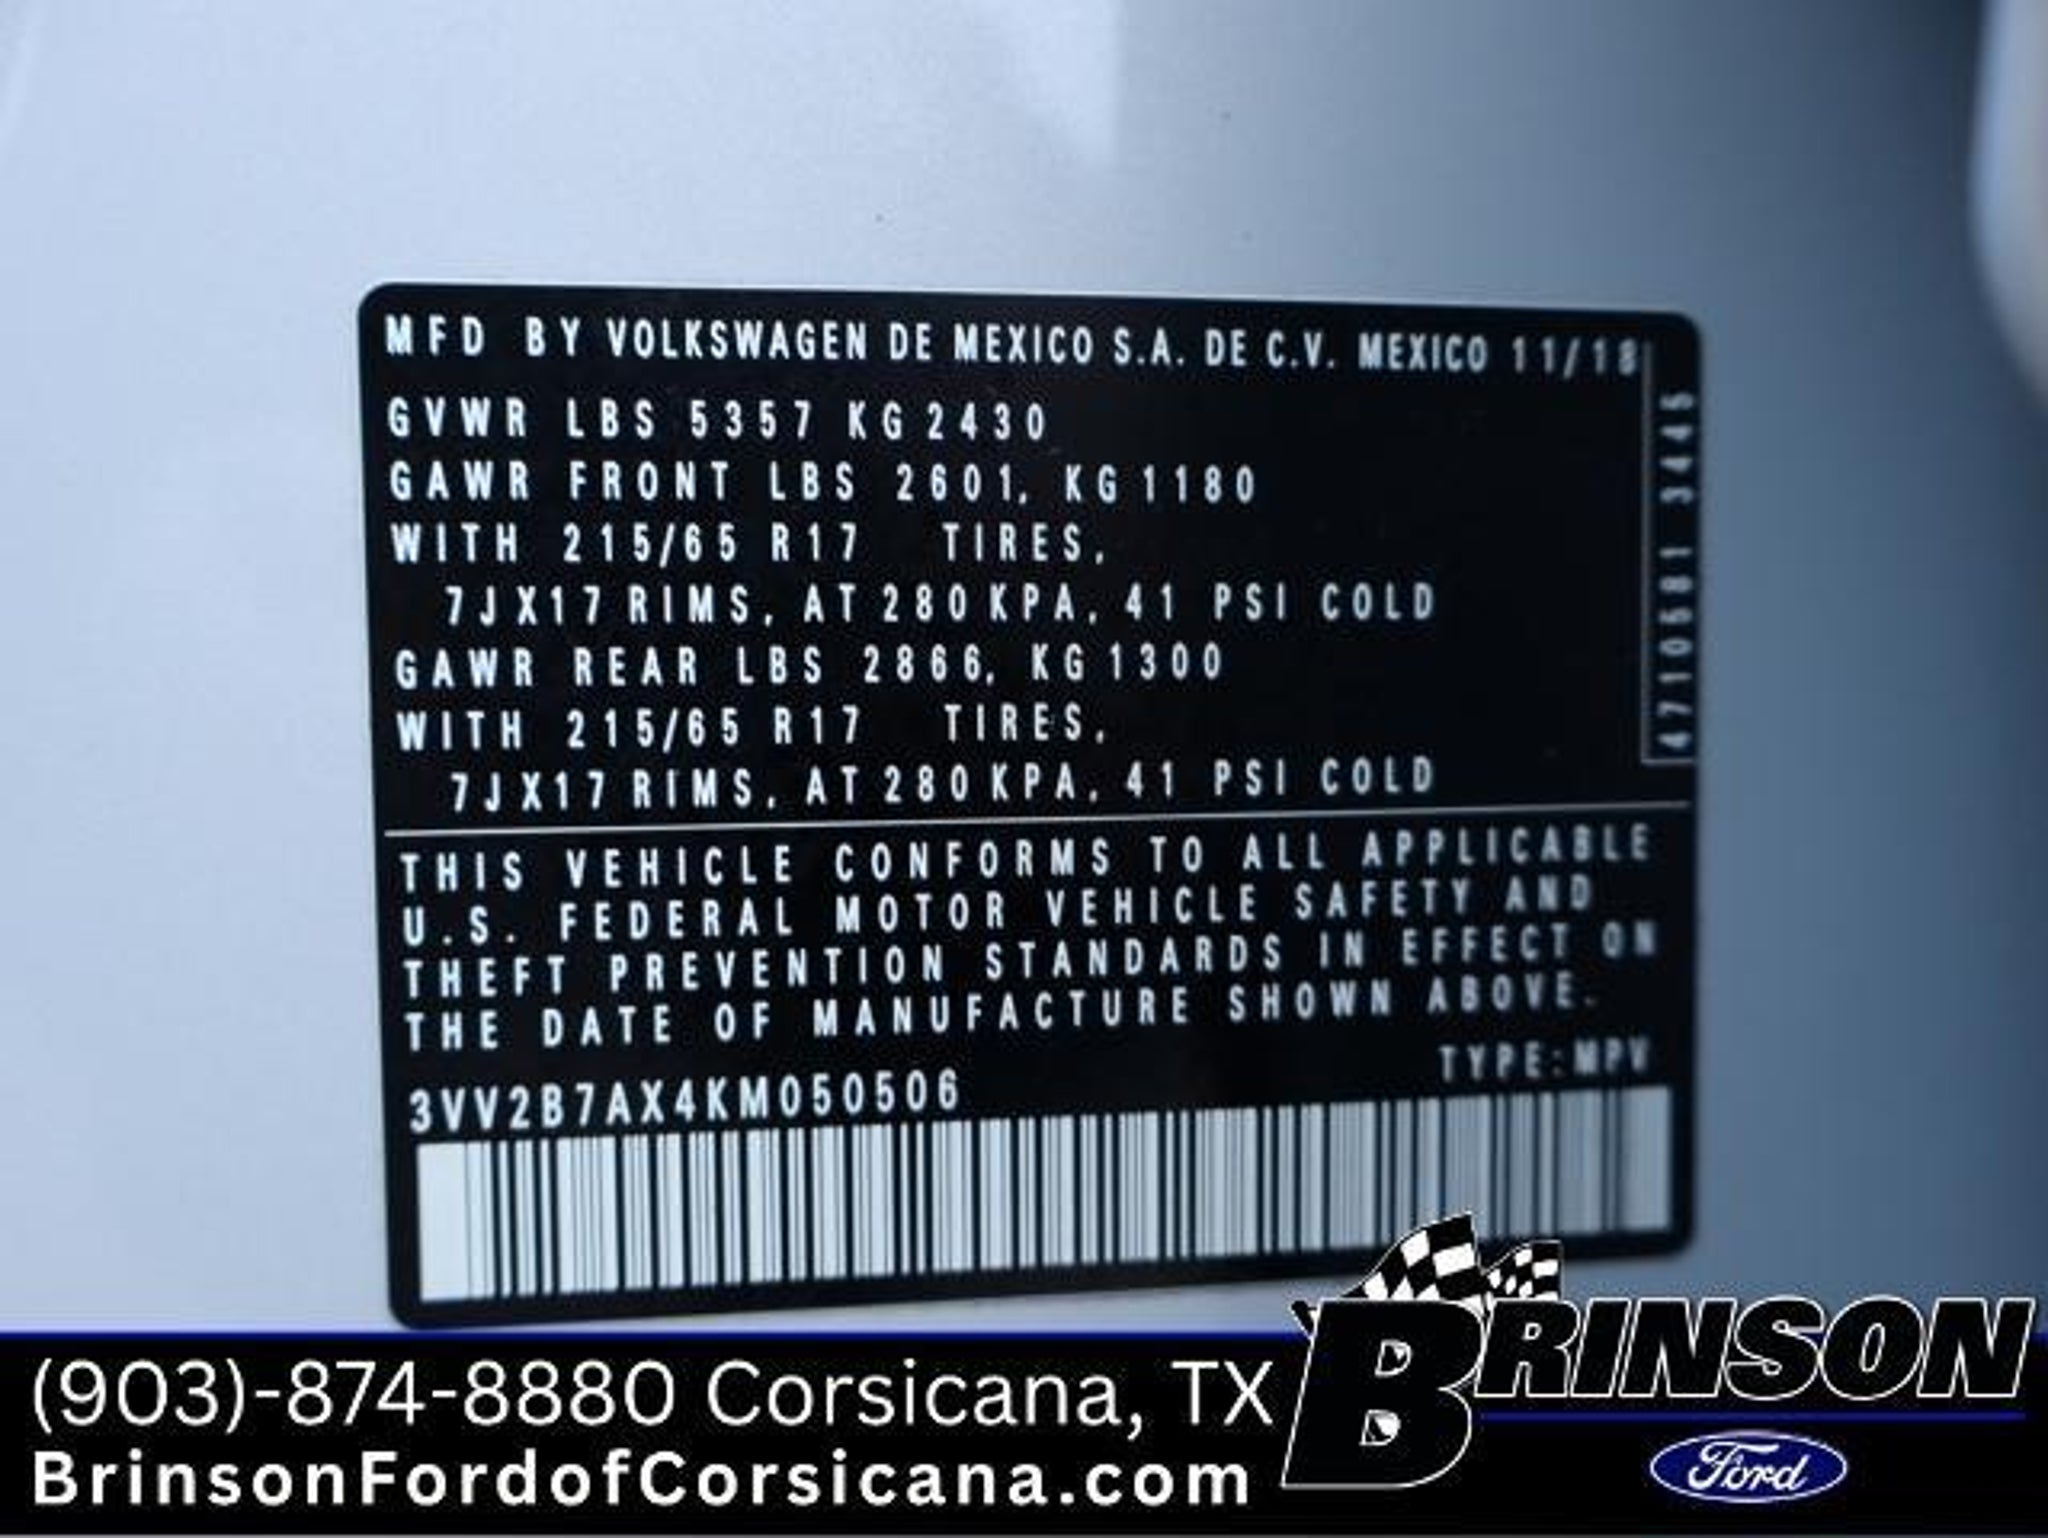 MFD BY VOLKSWAGEN DE MEXICO S.A. DE C.V. MEXICO 11/18
GVWR LBS 5357 KG 2430
GAWR FRONT LBS 2601, KG 1180
WITH 215/65 R17 TIRES,
7JX17 RIMS, AT 280 KPA, 41 PSI COLD
GAWR REAR LBS 2866, KG 1300
WITH 215/65 R17 TIRES,
7JX17 RIMS, AT 280 KPA, 41 PSI COLD
4710681 3445
THIS VEHICLE CONFORMS TO ALL APPLICABLE
U.S. FEDERAL MOTOR VEHICLE SAFETY AND
THEFT PREVENTION STANDARDS IN EFFECT ON
THE DATE OF MANUFACTURE SHOWN ABOVE.
TYPE: MPV
3VV2B7AX4KM050506
(903)-874-8880 Corsicana, TX
BrinsonFordofCorsicana.com
BRINSON
Ford